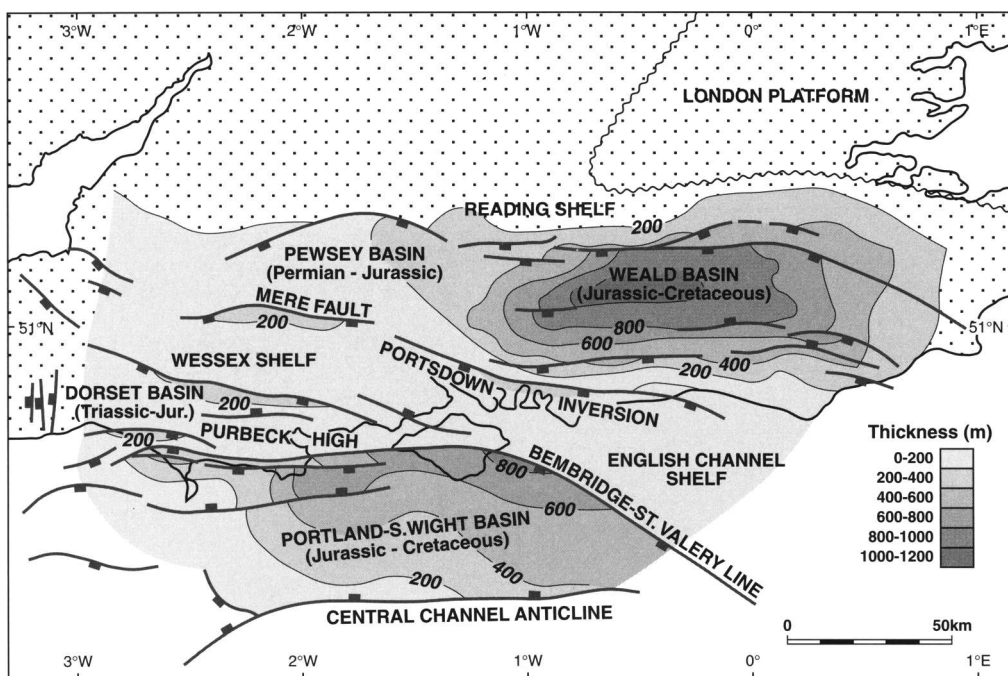 3°W 2°W 1°W 0° 1°E
LONDON PLATFORM
READING SHELF
200
PEWSEY BASIN
(Permian - Jurassic)
WEALD BASIN
(Jurassic-Cretaceous)
MERE FAULT
200
800
600
51°N
51°N
WESSEX SHELF
PORTSDOWN
INVERSION
200
400
DORSET BASIN
(Triassic-Jur.)
200
PURBECK HIGH
200
ENGLISH CHANNEL
SHELF
BEMBRIDGE-ST. VALERY LINE
800
600
PORTLAND-S.WIGHT BASIN
(Jurassic - Cretaceous)
400
200
CENTRAL CHANNEL ANTICLINE
Thickness (m)
0-200
200-400
400-600
600-800
800-1000
1000-1200
0 50km
3°W 2°W 1°W 0° 1°E